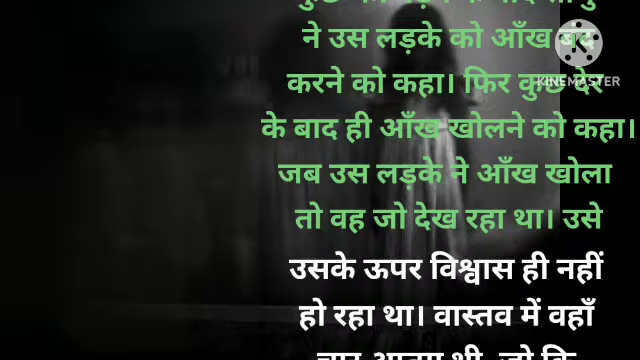 ने उस लड़के को आँख बंद
करने को कहा। फिर कुछ देर
के बाद ही आँख खोलने को कहा।
जब उस लड़के ने आँख खोला
तो वह जो देख रहा था। उसे
उसके ऊपर विश्वास ही नहीं
हो रहा था। वास्तव में वहाँ
KINEMASTER